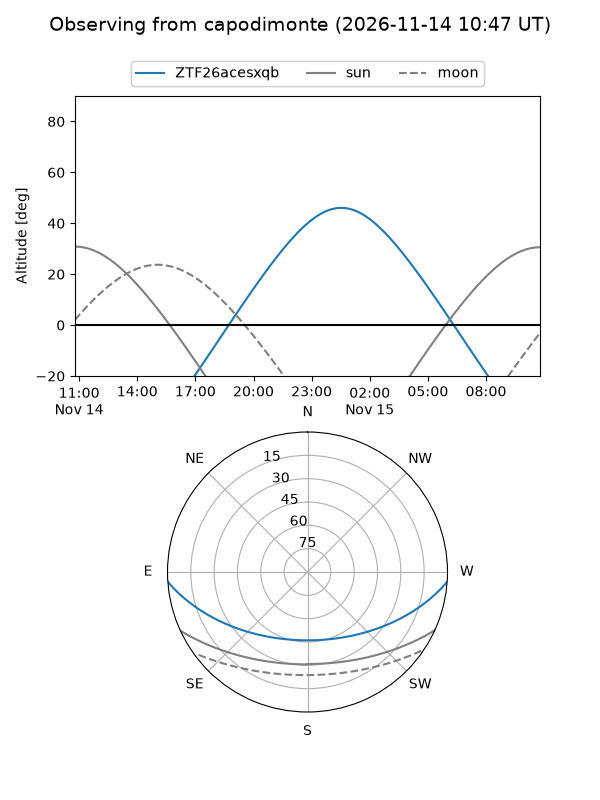 Observing from capodimonte (2026-11-14 10:47 UT)
ZTF26acesxqb sun moon
80
60
40
20
0
−20
Altitude [deg]
11:00 14:00 17:00 20:00 23:00 02:00 05:00 08:00
Nov 14 Nov 15
N
NE NW
15
30
45
60
75
E W
SE SW
S